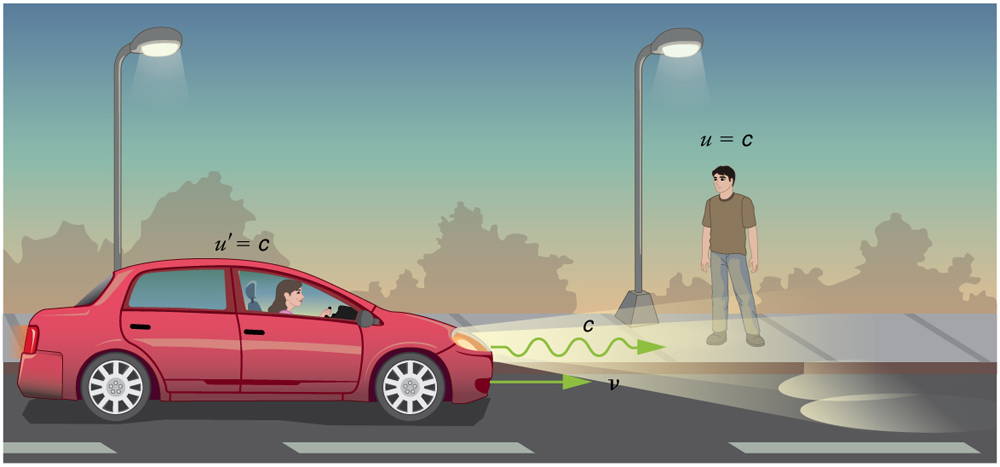 u = c
u′ = c
c
v